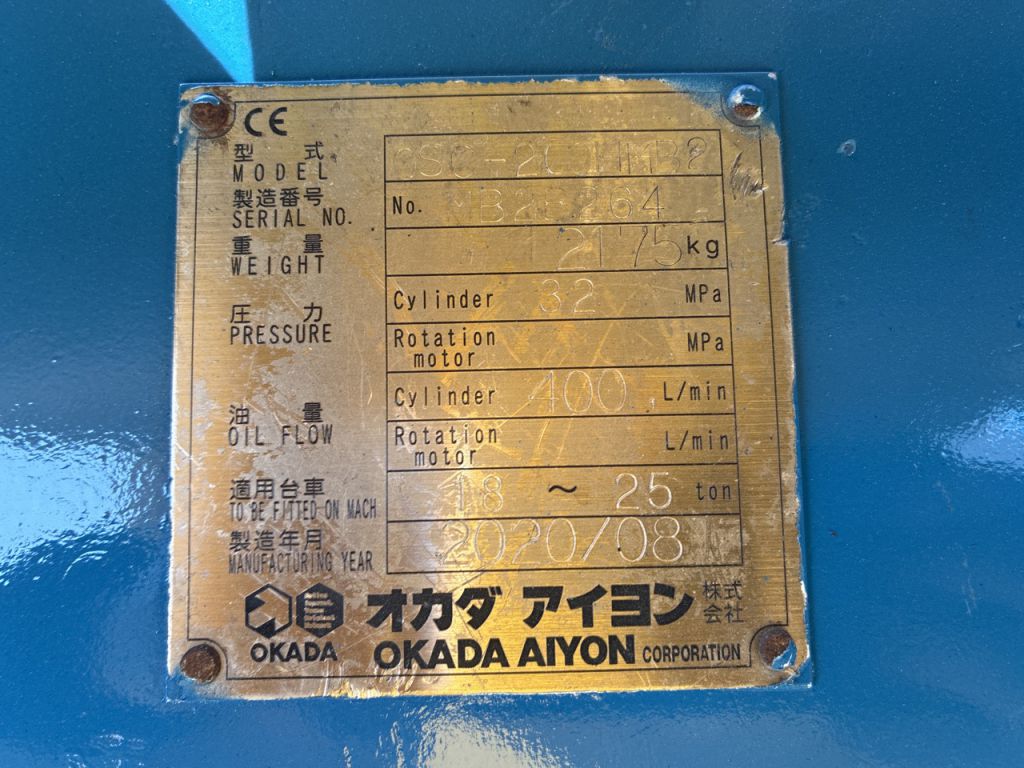 CE
型式
MODEL
製造番号
SERIAL NO. No.
重量
WEIGHT 2175 kg
圧力
PRESSURE
Cylinder 32 MPa
Rotation motor MPa
油量
OIL FLOW
Cylinder 400 L/min
Rotation motor L/min
適用台車
TO BE FITTED ON MACH
18 ~ 25 ton
製造年月
MANUFACTURING YEAR
2020/08
オカダ アイヨン 株式会社
OKADA OKADA AIYON CORPORATION